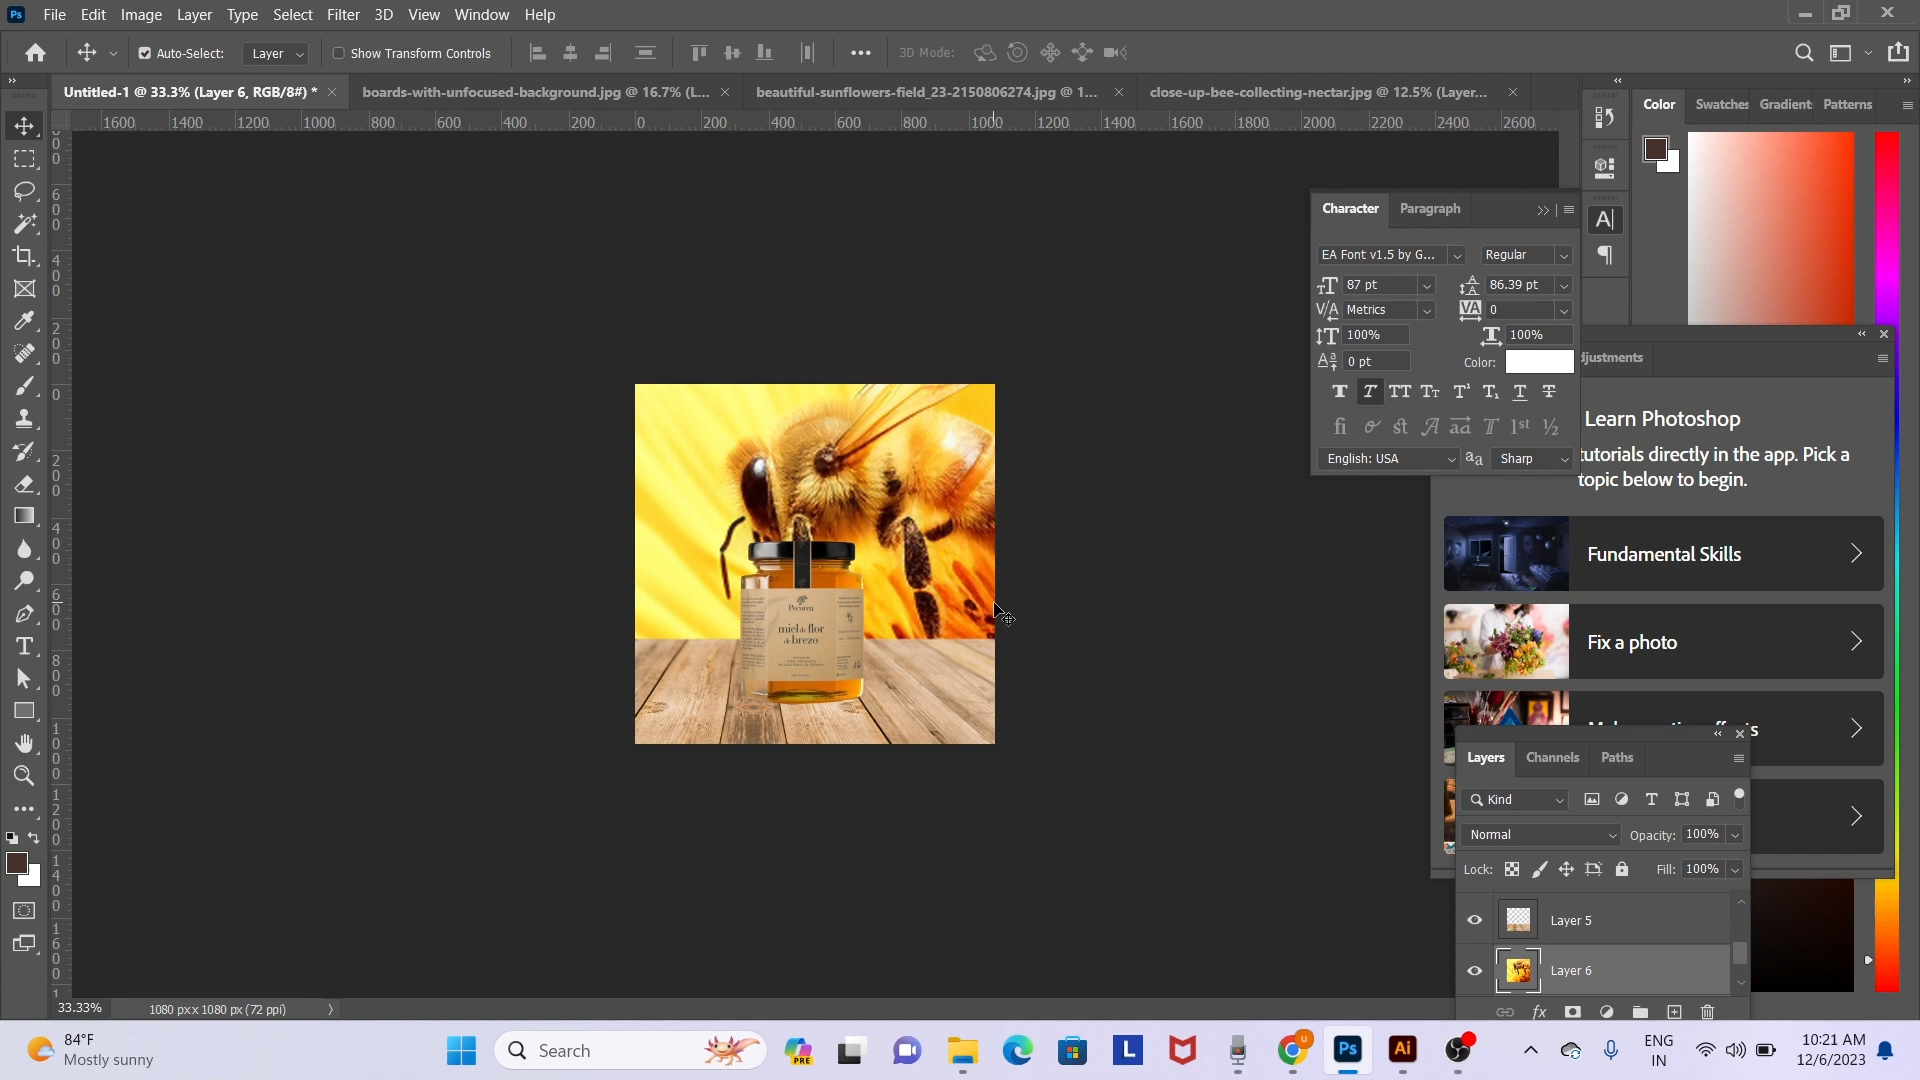 Ps File Edit Image Layer Type Select Filter 3D View Window Help
Auto-Select: Layer Show Transform Controls 3D Mode:
Untitled-1 @ 33.3% (Layer 6, RGB/8#) * boards-with-unfocused-background.jpg @ 16.7% (L... beautiful-sunflowers-field_23-2150806274.jpg @ 1... close-up-bee-collecting-nectar.jpg @ 12.5% (Layer...
1600 1400 1200 1000 800 600 400 200 0 200 400 600 800 1000 1200 1400 1600 1800 2000 2200 2400 2600
Color Swatches Gradient Patterns
Character Paragraph
EA Font v1.5 by G... Regular
87 pt 86.39 pt
Metrics 0
100% 100%
0 pt Color:
English: USA Sharp
djustments
Learn Photoshop
tutorials directly in the app. Pick a
topic below to begin.
Fundamental Skills
Fix a photo
Pecoreu
miel de flor
de brezo
Layers Channels Paths
Kind
Normal Opacity: 100%
Lock: Fill: 100%
Layer 5
Layer 6
33.33% 1080 px x 1080 px (72 ppi)
84°F
Mostly sunny
Search
PRE
L
u
Ps
Ai
ENG
IN
10:21 AM
12/6/2023